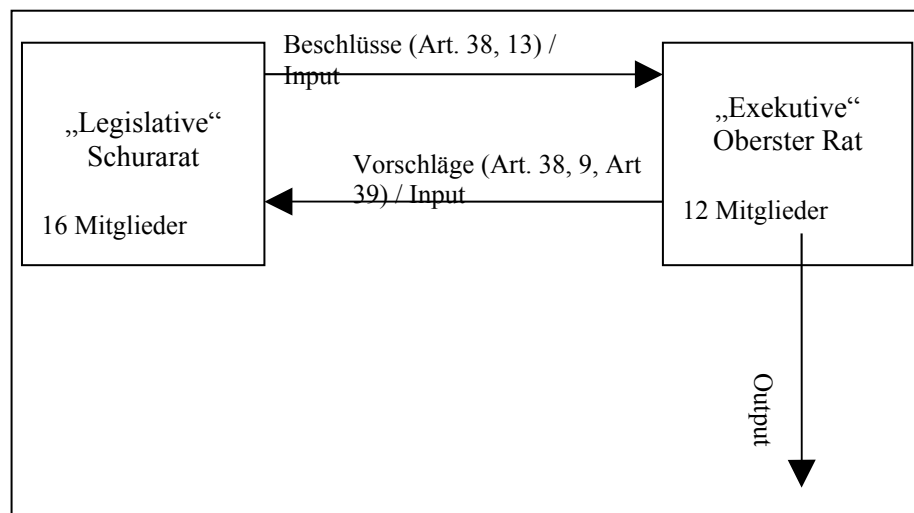 Beschlüsse (Art. 38, 13) /
Input
„Legislative“
Schurarat
16 Mitglieder
Vorschläge (Art. 38, 9, Art
39) / Input
„Exekutive“
Oberster Rat
12 Mitglieder
Output